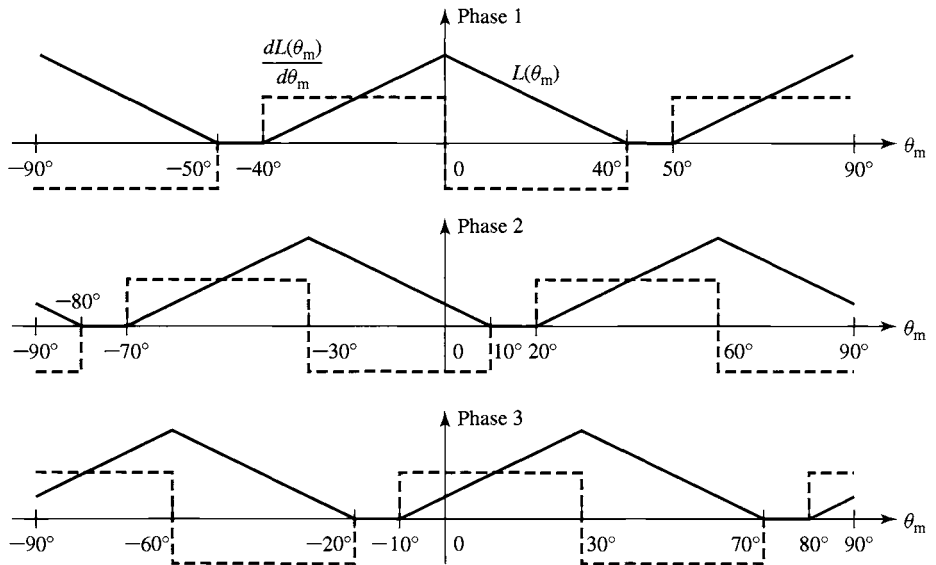 Phase 1
dL(θm)
dθm
L(θm)
−90° −50° −40° 0 40° 50° 90° θm
Phase 2
−80°
−90° −70° −30° 0 10° 20° 60° 90° θm
Phase 3
−90° −60° −20° −10° 0 30° 70° 80° 90° θm